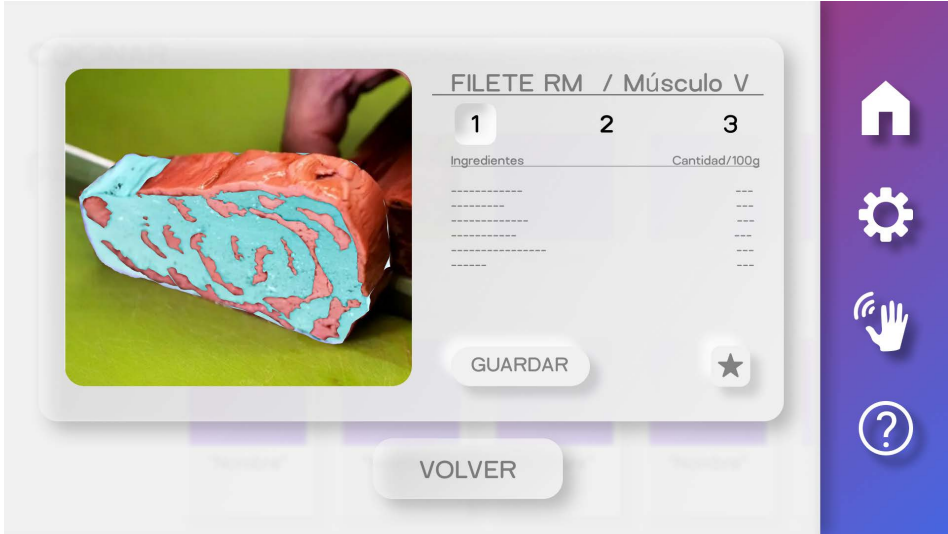 FILETE RM / Músculo V
1 2 3
Ingredientes Cantidad/100g
------------ ---
--------- ---
------------- ---
----------- ---
---------------- ---
------ ---
GUARDAR
VOLVER
?